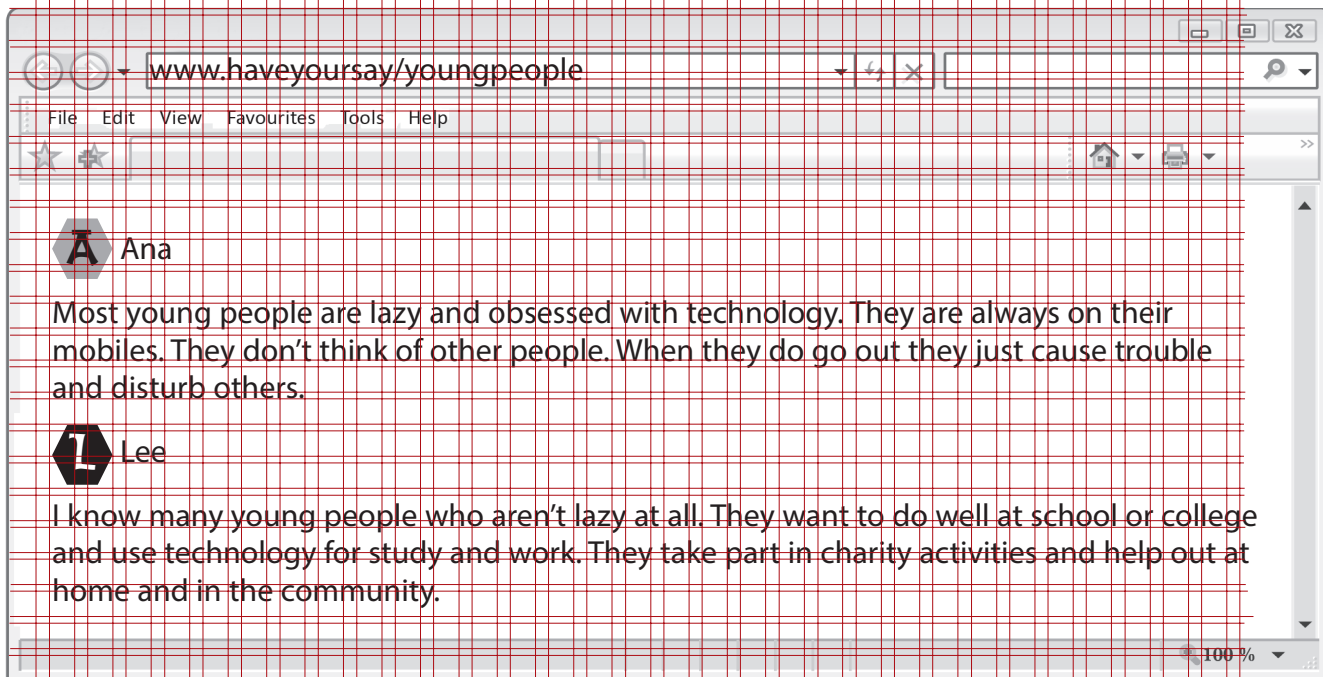 www.haveyoursay/youngpeople
File Edit View Favourites Tools Help
A Ana
Most young people are lazy and obsessed with technology. They are always on their
mobiles. They don't think of other people. When they do go out they just cause trouble
and disturb others.
L Lee
I know many young people who aren't lazy at all. They want to do well at school or college
and use technology for study and work. They take part in charity activities and help out at
home and in the community.
100 %